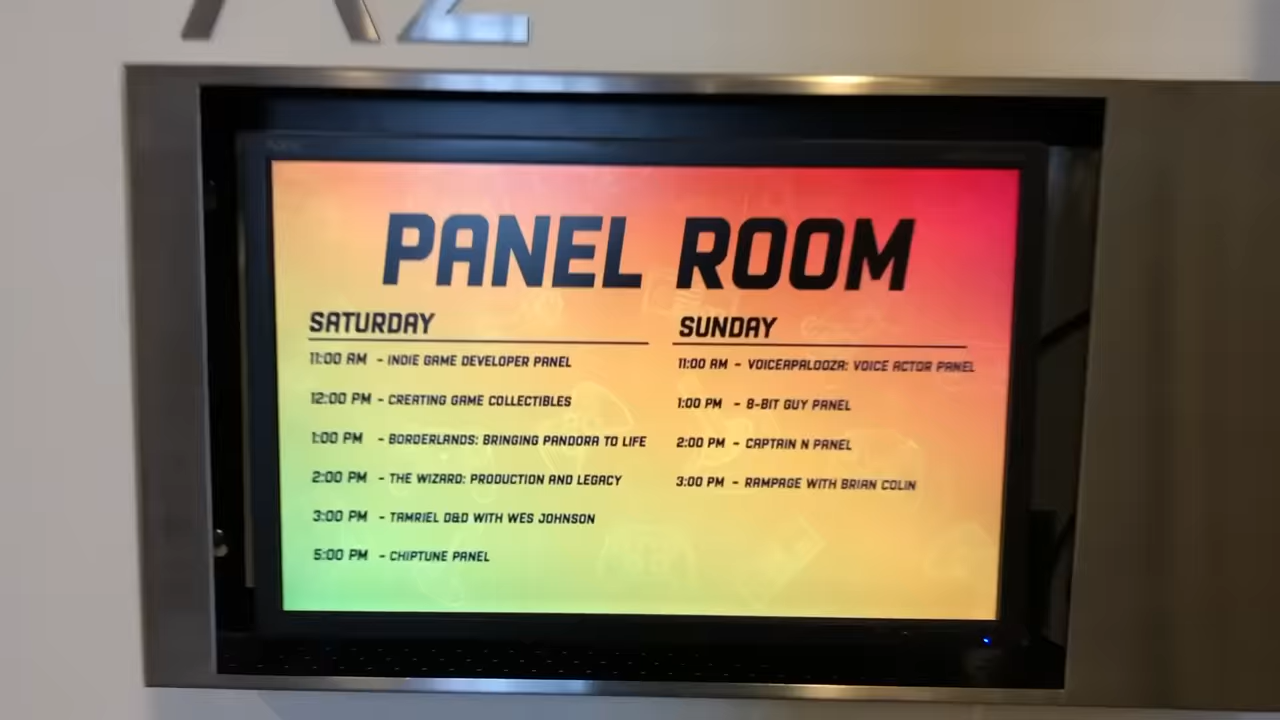 A2
PANEL ROOM
SATURDAY
11:00 AM - INDIE GAME DEVELOPER PANEL
12:00 PM - CREATING GAME COLLECTIBLES
1:00 PM - BORDERLANDS: BRINGING PANDORA TO LIFE
2:00 PM - THE WIZARD: PRODUCTION AND LEGACY
3:00 PM - TAMRIEL D&D WITH WES JOHNSON
5:00 PM - CHIPTUNE PANEL
SUNDAY
11:00 AM - VOICEAPALOOZA: VOICE ACTOR PANEL
1:00 PM - 8-BIT GUY PANEL
2:00 PM - CAPTAIN N PANEL
3:00 PM - RAMPAGE WITH BRIAN COLIN